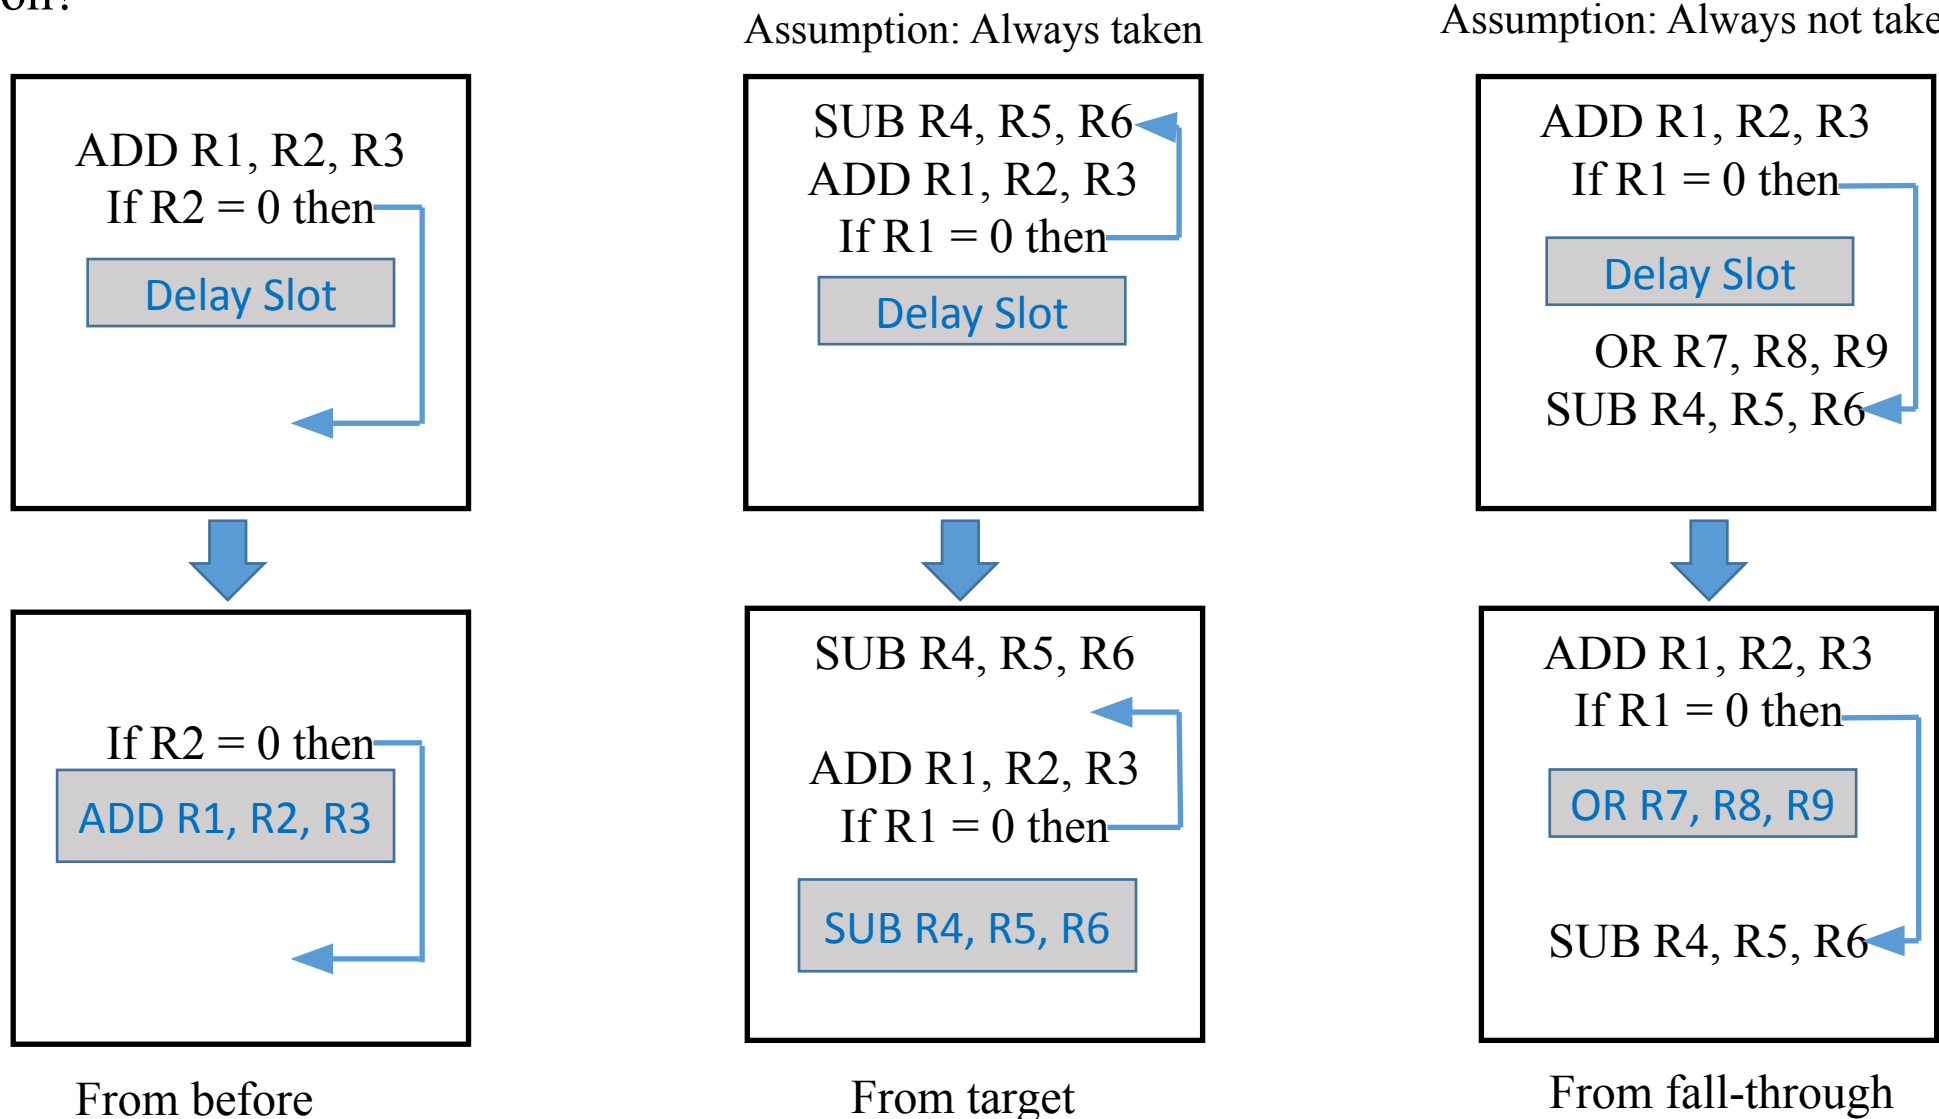 Assumption: Always taken
Assumption: Always not take
ADD R1, R2, R3
If R2 = 0 then
Delay Slot
SUB R4, R5, R6
ADD R1, R2, R3
If R1 = 0 then
Delay Slot
ADD R1, R2, R3
If R1 = 0 then
Delay Slot
OR R7, R8, R9
SUB R4, R5, R6
If R2 = 0 then
ADD R1, R2, R3
SUB R4, R5, R6
ADD R1, R2, R3
If R1 = 0 then
SUB R4, R5, R6
ADD R1, R2, R3
If R1 = 0 then
OR R7, R8, R9
SUB R4, R5, R6
From before
From target
From fall-through